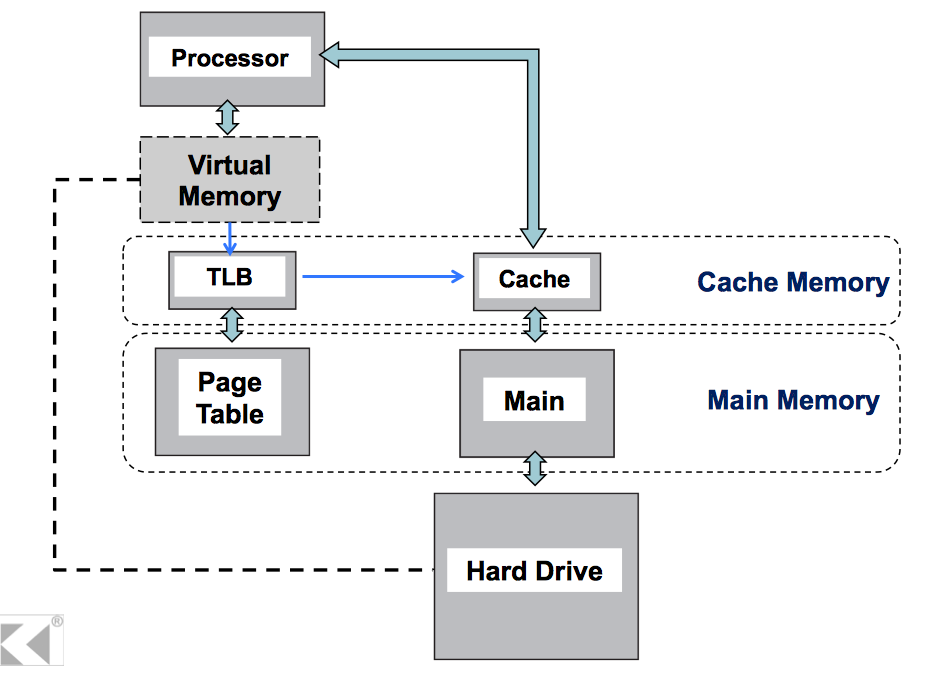 Processor
Virtual
Memory
TLB
Cache
Cache Memory
Page
Table
Main
Main Memory
Hard Drive
®